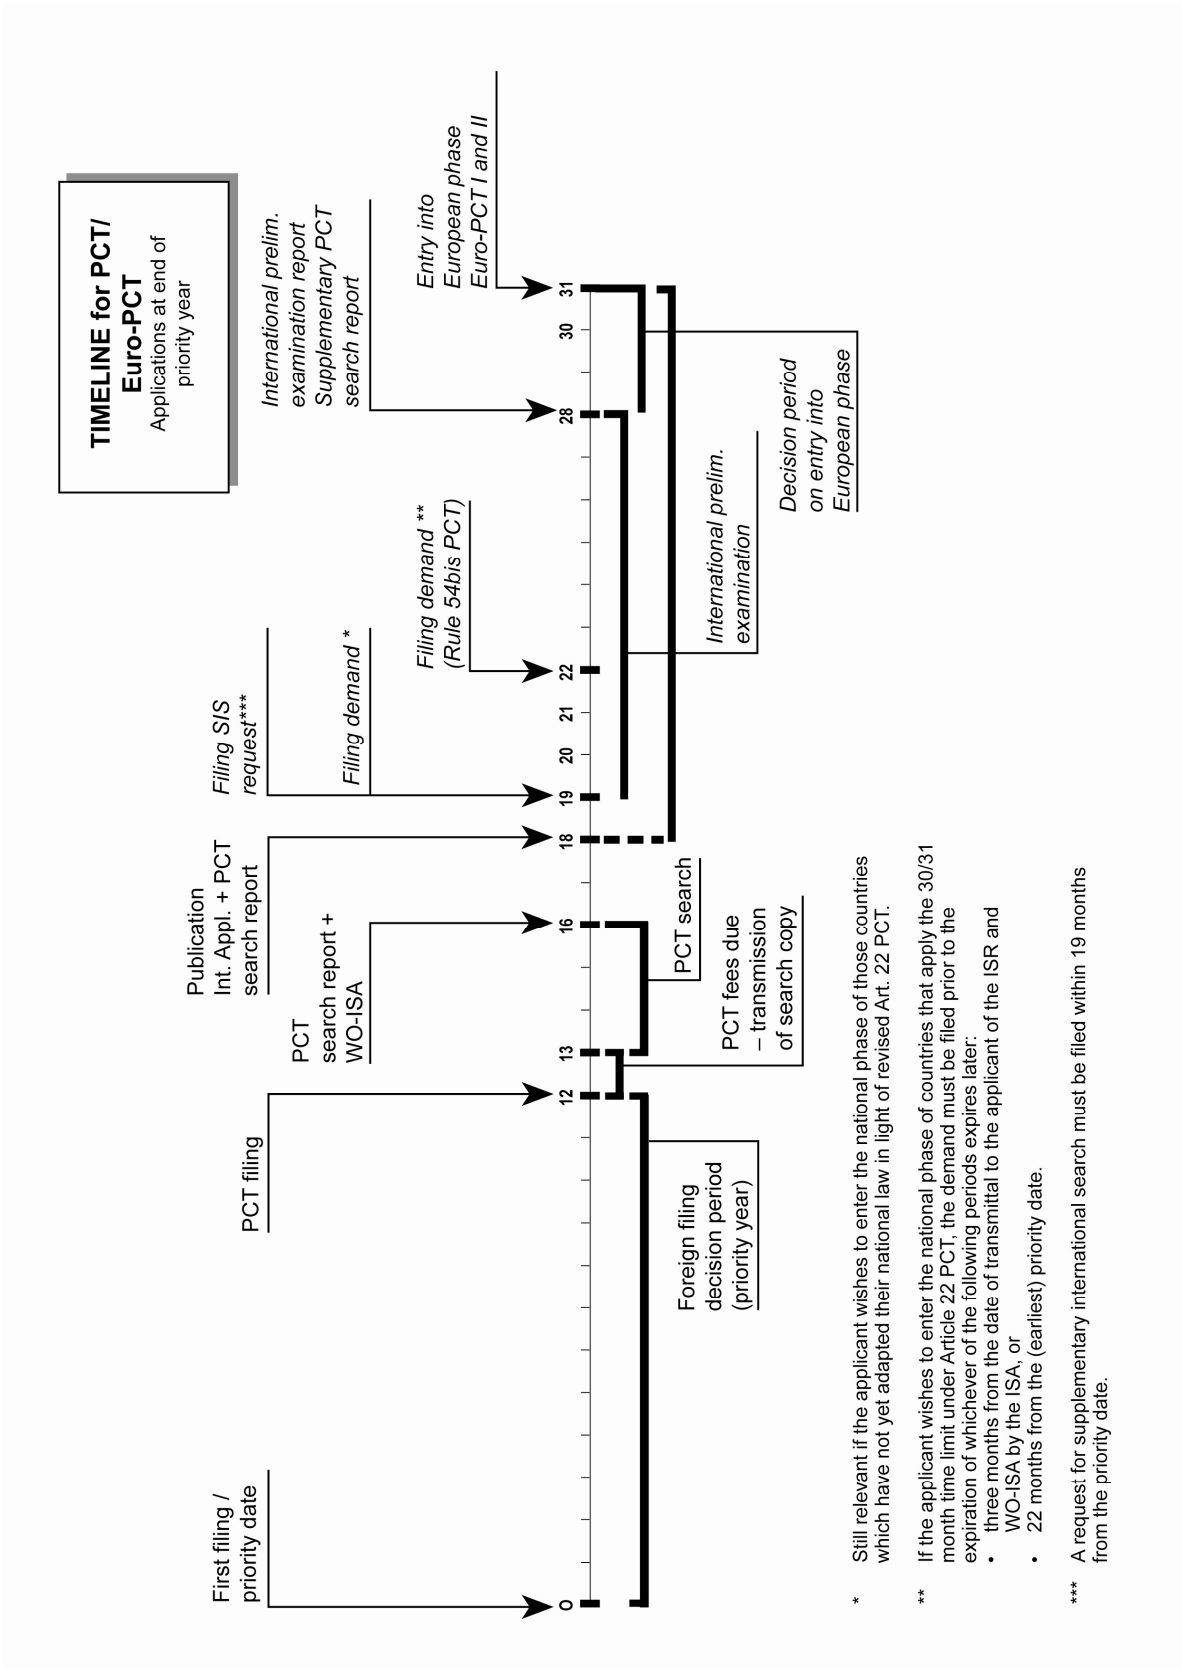 TIMELINE for PCT/
Euro-PCT
Applications at end of
priority year
First filing /
priority date
PCT filing
PCT
search report +
WO-ISA
Publication
Int. Appl. + PCT
search report
Filing SIS
request***
Filing demand *
Filing demand **
(Rule 54bis PCT)
International prelim.
examination report
Supplementary PCT
search report
Entry into
European phase
Euro-PCT I and II
O 12 13 16 18 19 20 21 22 28 30 31
Foreign filing
decision period
(priority year)
PCT fees due
– transmission
of search copy
PCT search
International prelim.
examination
Decision period
on entry into
European phase
* Still relevant if the applicant wishes to enter the national phase of those countries
which have not yet adapted their national law in light of revised Art. 22 PCT.
** If the applicant wishes to enter the national phase of countries that apply the 30/31
month time limit under Article 22 PCT, the demand must be filed prior to the
expiration of whichever of the following periods expires later:
• three months from the date of transmittal to the applicant of the ISR and
WO-ISA by the ISA, or
• 22 months from the (earliest) priority date.
*** A request for supplementary international search must be filed within 19 months
from the priority date.